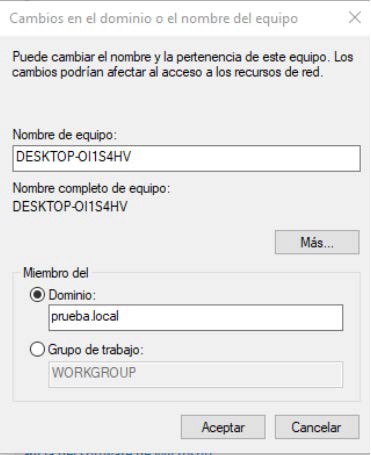 Cambios en el dominio o el nombre del equipo
Puede cambiar el nombre y la pertenencia de este equipo. Los
cambios podrían afectar al acceso a los recursos de red.
Nombre de equipo:
DESKTOP-OI1S4HV
Nombre completo de equipo:
DESKTOP-OI1S4HV
Más...
Miembro del
Dominio:
prueba.local
Grupo de trabajo:
WORKGROUP
Aceptar
Cancelar